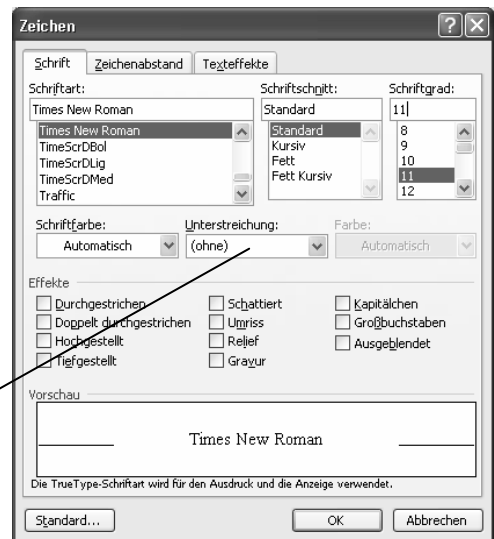 Zeichen
Schrift Zeichenabstand Texteffekte
Schriftart: Schriftschnitt: Schriftgrad:
Times New Roman Standard 11
Times New Roman Standard 8
TimeScrDBol Kursiv 9
TimeScrDLig Fett 10
TimeScrDMed Fett Kursiv 11
Traffic 12
Schriftfarbe: Unterstreichung: Farbe:
Automatisch (ohne) Automatisch
Effekte
Durchgestrichen Schattiert Kapitälchen
Doppelt durchgestrichen Umriss Großbuchstaben
Hochgestellt Relief Ausgeblendet
Tiefgestellt Gravur
Vorschau
Times New Roman
Die TrueType-Schriftart wird für den Ausdruck und die Anzeige verwendet.
Standard... OK Abbrechen